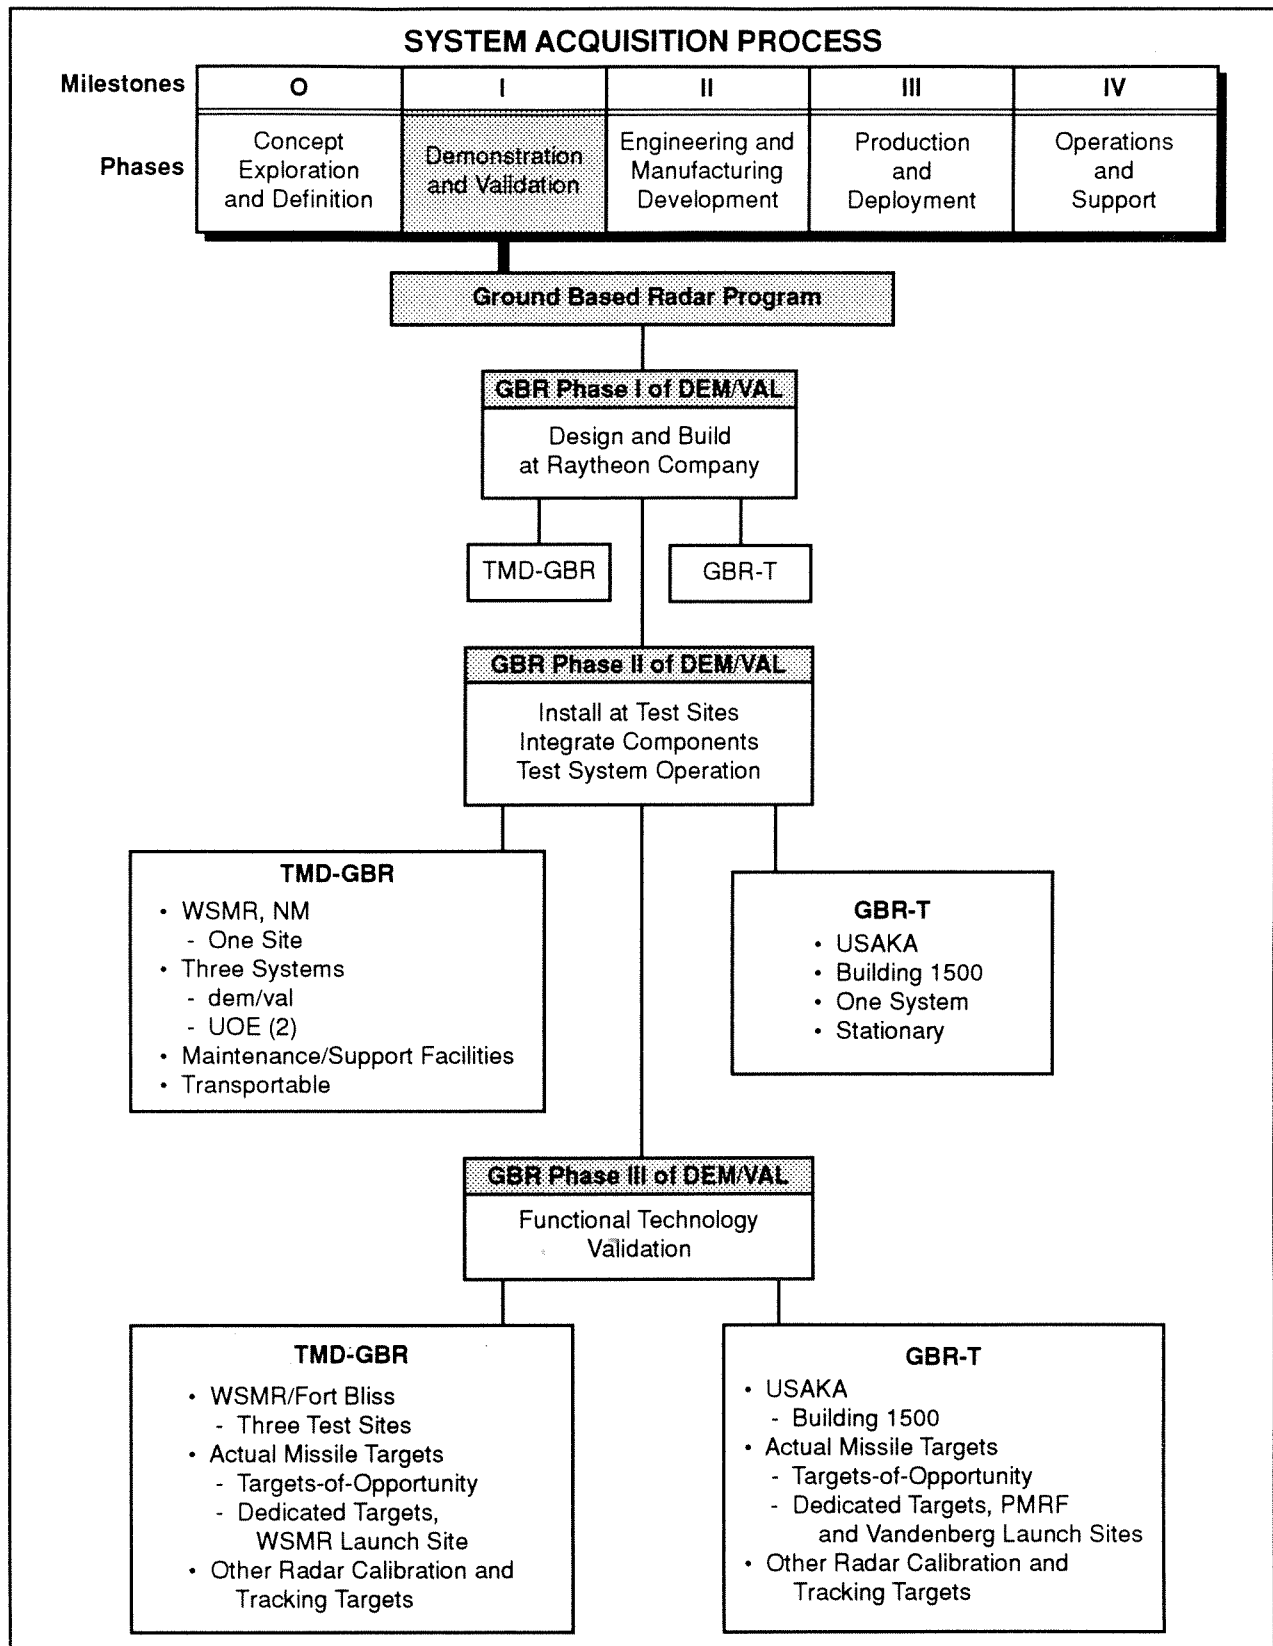 SYSTEM ACQUISITION PROCESS
Milestones
O
I
II
III
IV
Phases
Concept
Exploration
and Definition
Demonstration
and Validation
Engineering and
Manufacturing
Development
Production
and
Deployment
Operations
and
Support
Ground Based Radar Program
GBR Phase I of DEM/VAL
Design and Build
at Raytheon Company
TMD-GBR
GBR-T
GBR Phase II of DEM/VAL
Install at Test Sites
Integrate Components
Test System Operation
TMD-GBR
• WSMR, NM
- One Site
• Three Systems
- dem/val
- UOE (2)
• Maintenance/Support Facilities
• Transportable
GBR-T
• USAKA
• Building 1500
• One System
• Stationary
GBR Phase III of DEM/VAL
Functional Technology
Validation
TMD-GBR
• WSMR/Fort Bliss
- Three Test Sites
• Actual Missile Targets
- Targets-of-Opportunity
- Dedicated Targets,
WSMR Launch Site
• Other Radar Calibration and
Tracking Targets
GBR-T
• USAKA
- Building 1500
• Actual Missile Targets
- Targets-of-Opportunity
- Dedicated Targets, PMRF
and Vandenberg Launch Sites
• Other Radar Calibration and
Tracking Targets